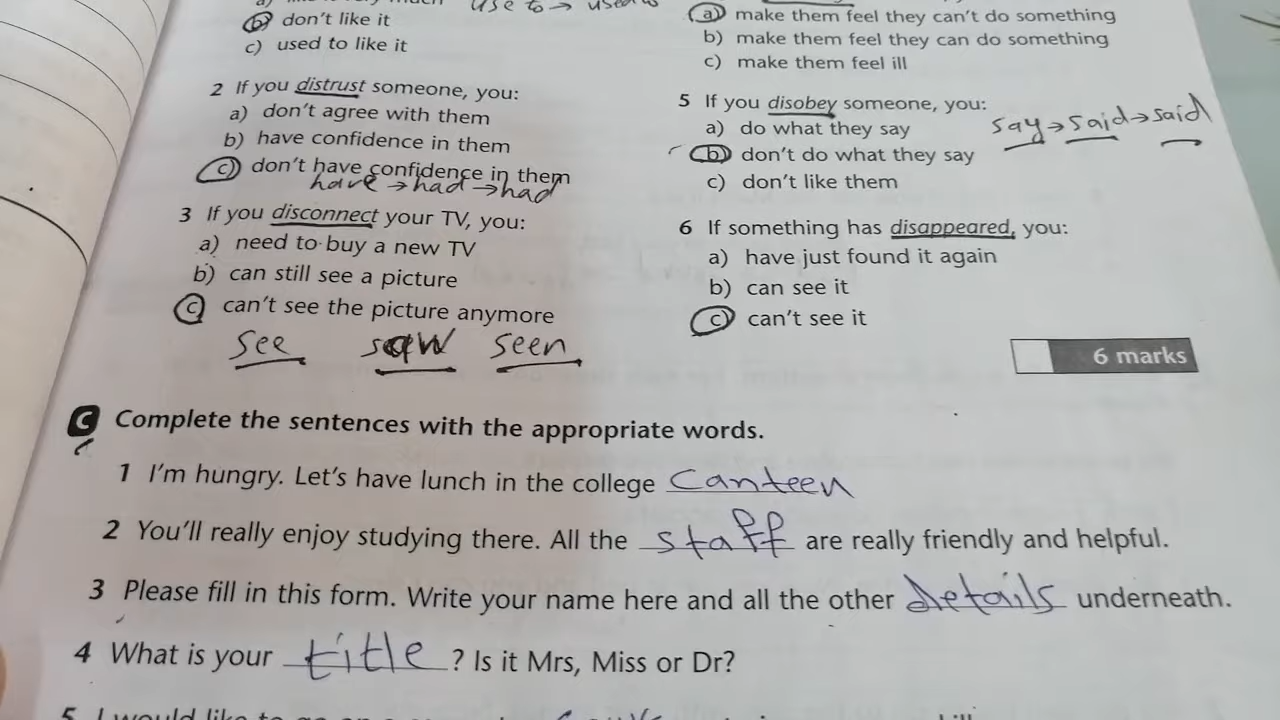 use to →
b) don't like it
c) used to like it
2 If you distrust someone, you:
a) don't agree with them
b) have confidence in them
c) don't have confidence in them
have → had → had
3 If you disconnect your TV, you:
a) need to buy a new TV
b) can still see a picture
c) can't see the picture anymore
see saw seen
a) make them feel they can't do something
b) make them feel they can do something
c) make them feel ill
5 If you disobey someone, you:
a) do what they say
say → said → said
b) don't do what they say
c) don't like them
6 If something has disappeared, you:
a) have just found it again
b) can see it
c) can't see it
6 marks
C Complete the sentences with the appropriate words.
1 I'm hungry. Let's have lunch in the college Canteen
2 You'll really enjoy studying there. All the staff are really friendly and helpful.
3 Please fill in this form. Write your name here and all the other details underneath.
4 What is your title ? Is it Mrs, Miss or Dr?
5 I would like to